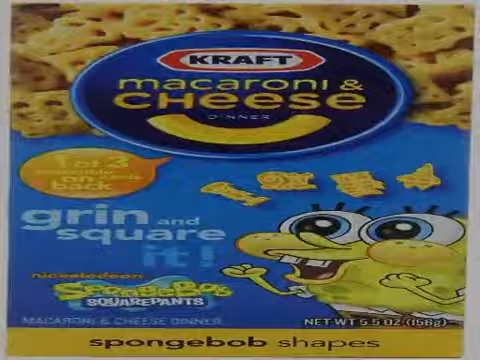 KRAFT
macaroni &
CHEESE
DINNER
1 of 3
on
back
grin and
square
it!
nickelodeon
SpongeBob
SQUAREPANTS
MACARONI & CHEESE DINNER
NET WT 5.5 OZ (156g)
spongebob shapes